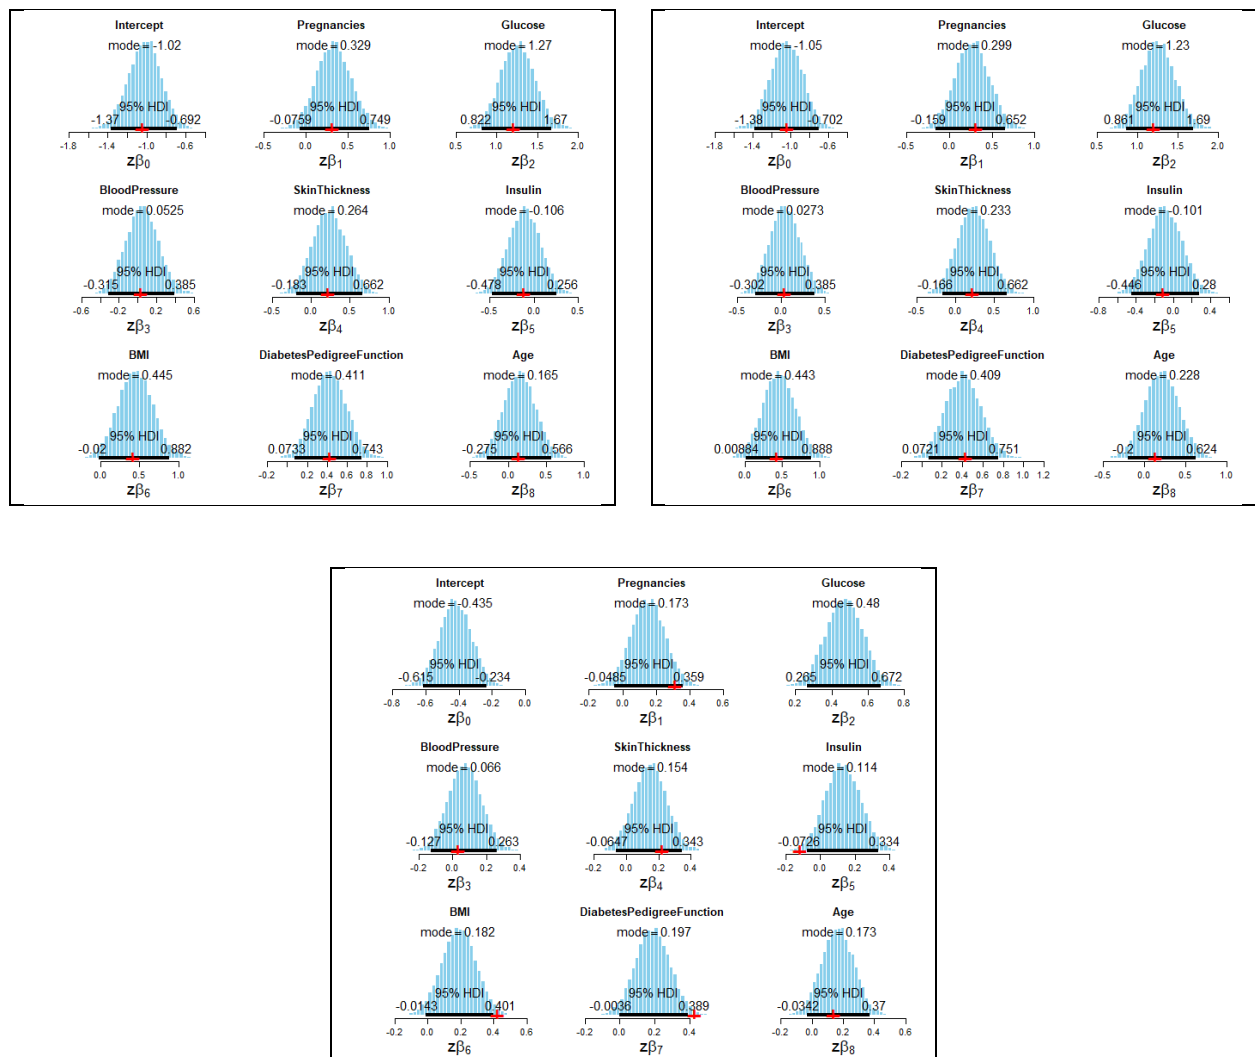 Intercept Pregnancies Glucose
mode = -1.02 mode = 0.329 mode = 1.27
95% HDI 95% HDI 95% HDI
-1.37 -0.692 -0.0759 0.749 0.822 1.67
-1.8 -1.4 -1.0 -0.6 -0.5 0.0 0.5 1.0 0.5 1.0 1.5 2.0
zβ0 zβ1 zβ2
BloodPressure SkinThickness Insulin
mode = 0.0525 mode = 0.264 mode = -0.106
95% HDI 95% HDI 95% HDI
-0.315 0.385 -0.183 0.662 -0.478 0.256
-0.6 -0.2 0.2 0.6 -0.5 0.0 0.5 1.0 -0.5 0.0 0.5
zβ3 zβ4 zβ5
BMI DiabetesPedigreeFunction Age
mode = 0.445 mode = 0.411 mode = 0.165
95% HDI 95% HDI 95% HDI
-0.02 0.882 0.0733 0.743 -0.275 0.566
0.0 0.5 1.0 -0.2 0.2 0.4 0.6 0.8 1.0 -0.5 0.0 0.5 1.0
zβ6 zβ7 zβ8
Intercept Pregnancies Glucose
mode = -1.05 mode = 0.299 mode = 1.23
95% HDI 95% HDI 95% HDI
-1.38 -0.702 -0.159 0.652 0.861 1.69
-1.8 -1.4 -1.0 -0.6 -0.5 0.0 0.5 1.0 0.5 1.0 1.5 2.0
zβ0 zβ1 zβ2
BloodPressure SkinThickness Insulin
mode = 0.0273 mode = 0.233 mode = -0.101
95% HDI 95% HDI 95% HDI
-0.302 0.385 -0.166 0.662 -0.446 0.28
-0.5 0.0 0.5 -0.5 0.0 0.5 1.0 -0.8 -0.4 0.0 0.4
zβ3 zβ4 zβ5
BMI DiabetesPedigreeFunction Age
mode = 0.443 mode = 0.409 mode = 0.228
95% HDI 95% HDI 95% HDI
0.00884 0.888 0.0721 0.751 -0.2 0.624
0.0 0.5 1.0 -0.2 0.2 0.4 0.6 0.8 1.2 -0.5 0.0 0.5 1.0
zβ6 zβ7 zβ8
Intercept Pregnancies Glucose
mode = -0.435 mode = 0.173 mode = 0.48
95% HDI 95% HDI 95% HDI
-0.615 -0.234 -0.0485 0.359 0.265 0.672
-0.8 -0.6 -0.4 -0.2 0.0 -0.2 0.0 0.2 0.4 0.6 0.2 0.4 0.6 0.8
zβ0 zβ1 zβ2
BloodPressure SkinThickness Insulin
mode = 0.066 mode = 0.154 mode = 0.114
95% HDI 95% HDI 95% HDI
-0.127 0.263 -0.0647 0.343 -0.0726 0.334
-0.2 0.0 0.2 0.4 -0.2 0.0 0.2 0.4 0.6 -0.2 0.0 0.2 0.4
zβ3 zβ4 zβ5
BMI DiabetesPedigreeFunction Age
mode = 0.182 mode = 0.197 mode = 0.173
95% HDI 95% HDI 95% HDI
-0.0143 0.401 -0.0036 0.389 -0.0342 0.37
-0.2 0.0 0.2 0.4 0.6 -0.2 0.0 0.2 0.4 -0.2 0.0 0.2 0.4 0.6
zβ6 zβ7 zβ8